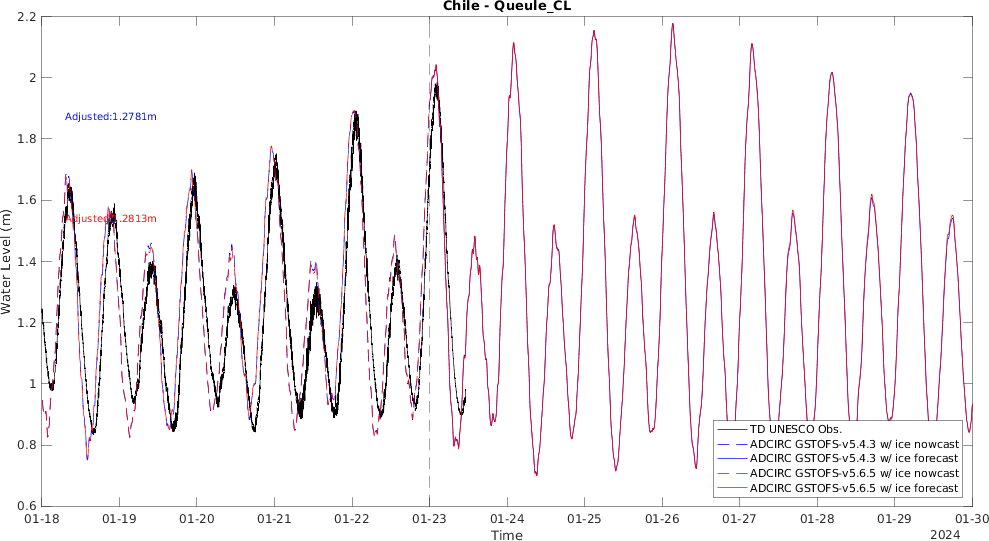 Chile - Queule_CL
2.2
2
1.8
1.6
1.4
1.2
1
0.8
0.6
Water Level (m)
Adjusted:1.2781m
Adjusted:1.2813m
TD UNESCO Obs.
ADCIRC GSTOFS-v5.4.3 w/ ice nowcast
ADCIRC GSTOFS-v5.4.3 w/ ice forecast
ADCIRC GSTOFS-v5.6.5 w/ ice nowcast
ADCIRC GSTOFS-v5.6.5 w/ ice forecast
01-18 01-19 01-20 01-21 01-22 01-23 01-24 01-25 01-26 01-27 01-28 01-29 01-30
Time
2024